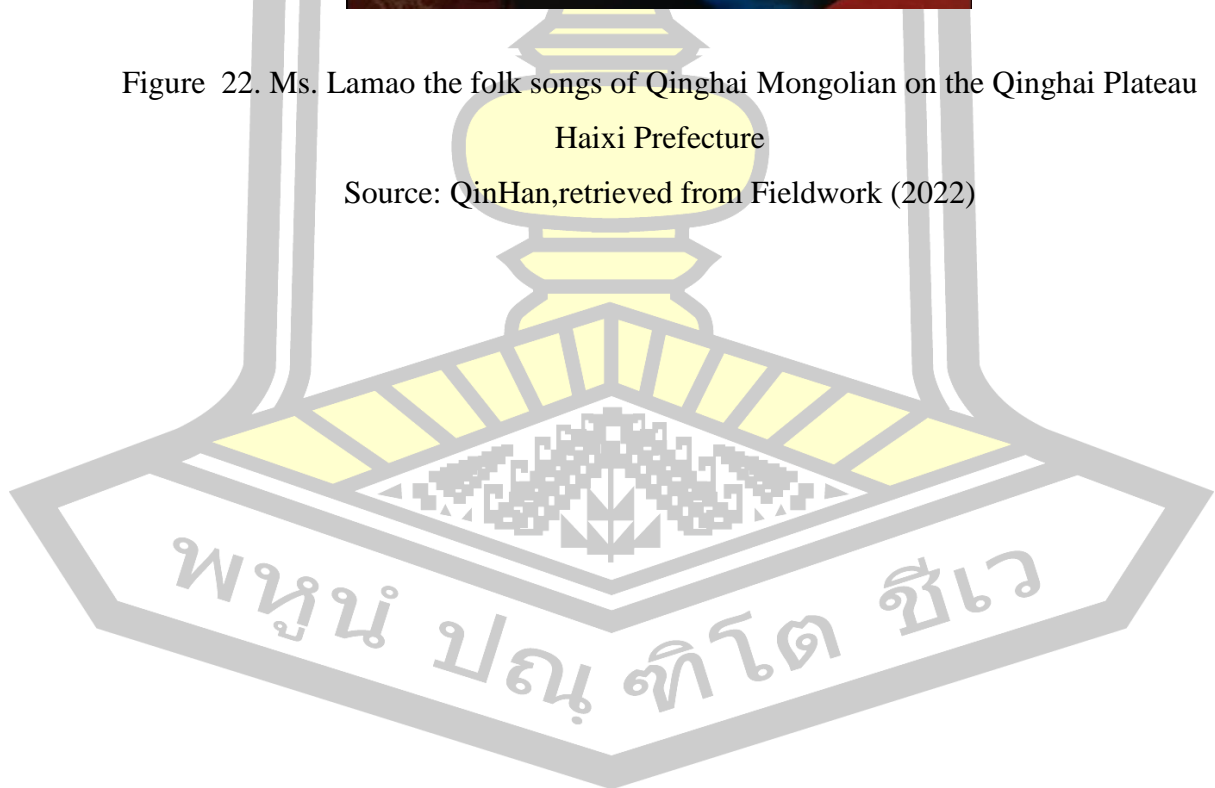 Figure  22. Ms. Lamao the folk songs of Qinghai Mongolian on the Qinghai Plateau
Haixi Prefecture
Source: QinHan,retrieved from Fieldwork (2022)
พหูนํ ปณฺฑิโต ชีเว